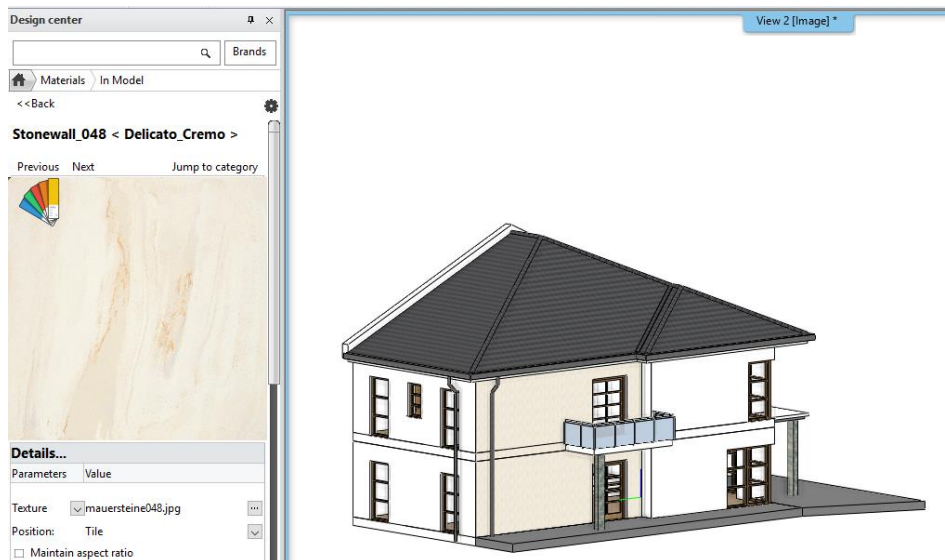 Design center
View 2 [Image] *
Brands
Materials In Model
<<Back
Stonewall_048 < Delicato_Cremo >
Previous Next Jump to category
Details...
Parameters Value
Texture mauersteine048.jpg ...
Position: Tile
Maintain aspect ratio